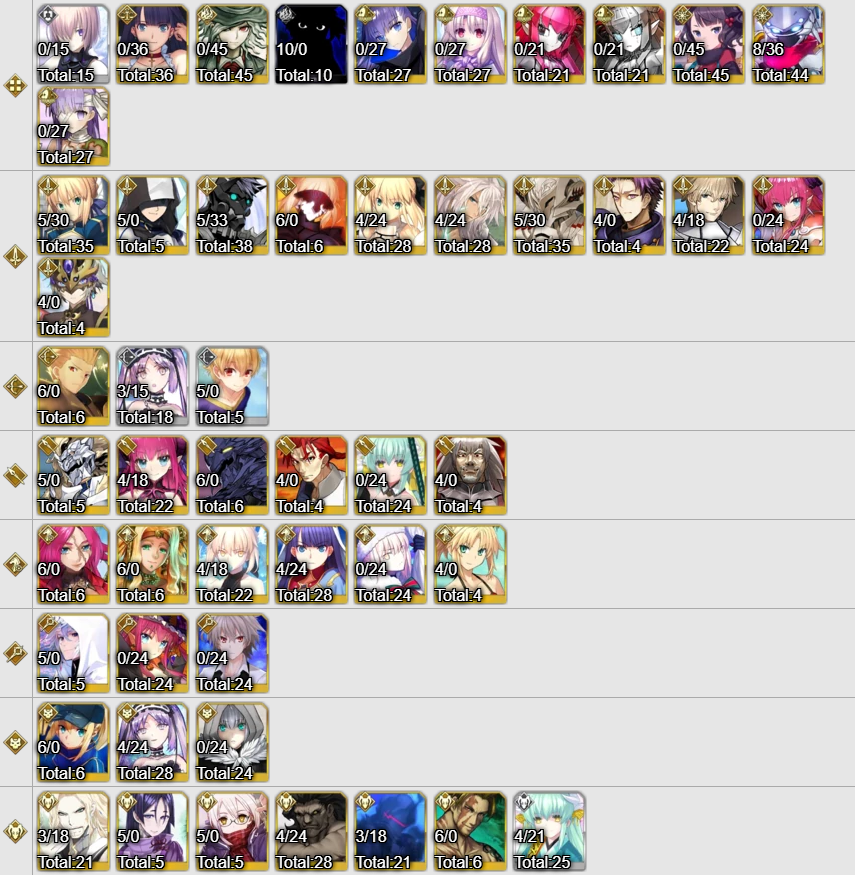 0/15
Total:15
0/36
Total:36
0/45
Total:45
10/0
Total:10
0/27
Total:27
0/27
Total:27
0/21
Total:21
0/21
Total:21
0/45
Total:45
8/36
Total:44
0/27
Total:27
5/30
Total:35
5/0
Total:5
5/33
Total:38
6/0
Total:6
4/24
Total:28
4/24
Total:28
5/30
Total:35
4/0
Total:4
4/18
Total:22
0/24
Total:24
4/0
Total:4
6/0
Total:6
3/15
Total:18
5/0
Total:5
5/0
Total:5
4/18
Total:22
6/0
Total:6
4/0
Total:4
0/24
Total:24
4/0
Total:4
6/0
Total:6
6/0
Total:6
4/18
Total:22
4/24
Total:28
0/24
Total:24
4/0
Total:4
5/0
Total:5
0/24
Total:24
0/24
Total:24
6/0
Total:6
4/24
Total:28
0/24
Total:24
3/18
Total:21
5/0
Total:5
5/0
Total:5
4/24
Total:28
3/18
Total:21
6/0
Total:6
4/21
Total:25